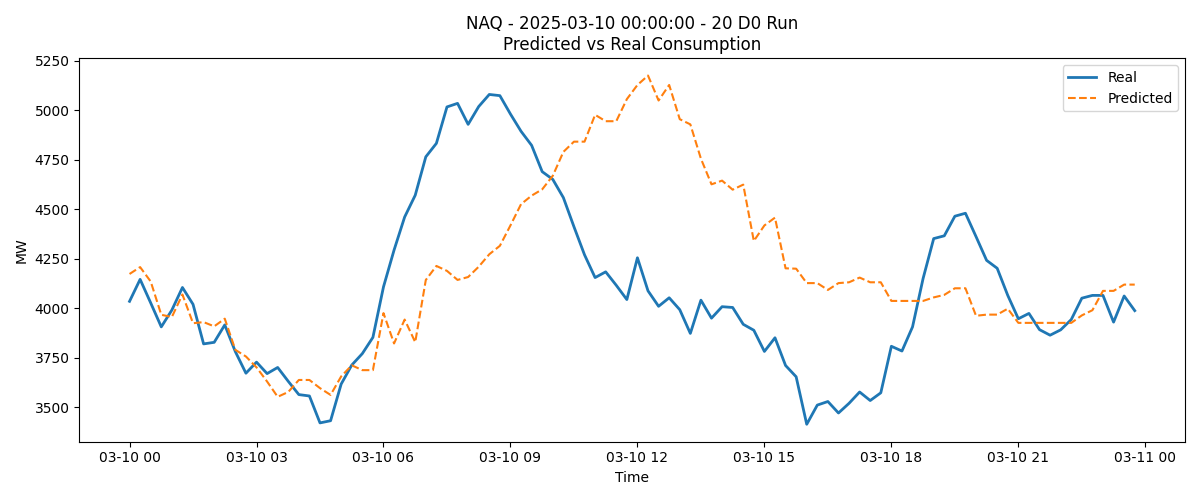 NAQ - 2025-03-10 00:00:00 - 20 D0 Run
Predicted vs Real Consumption
Real
Predicted
MW
5250
5000
4750
4500
4250
4000
3750
3500
03-10 00
03-10 03
03-10 06
03-10 09
03-10 12
03-10 15
03-10 18
03-10 21
03-11 00
Time